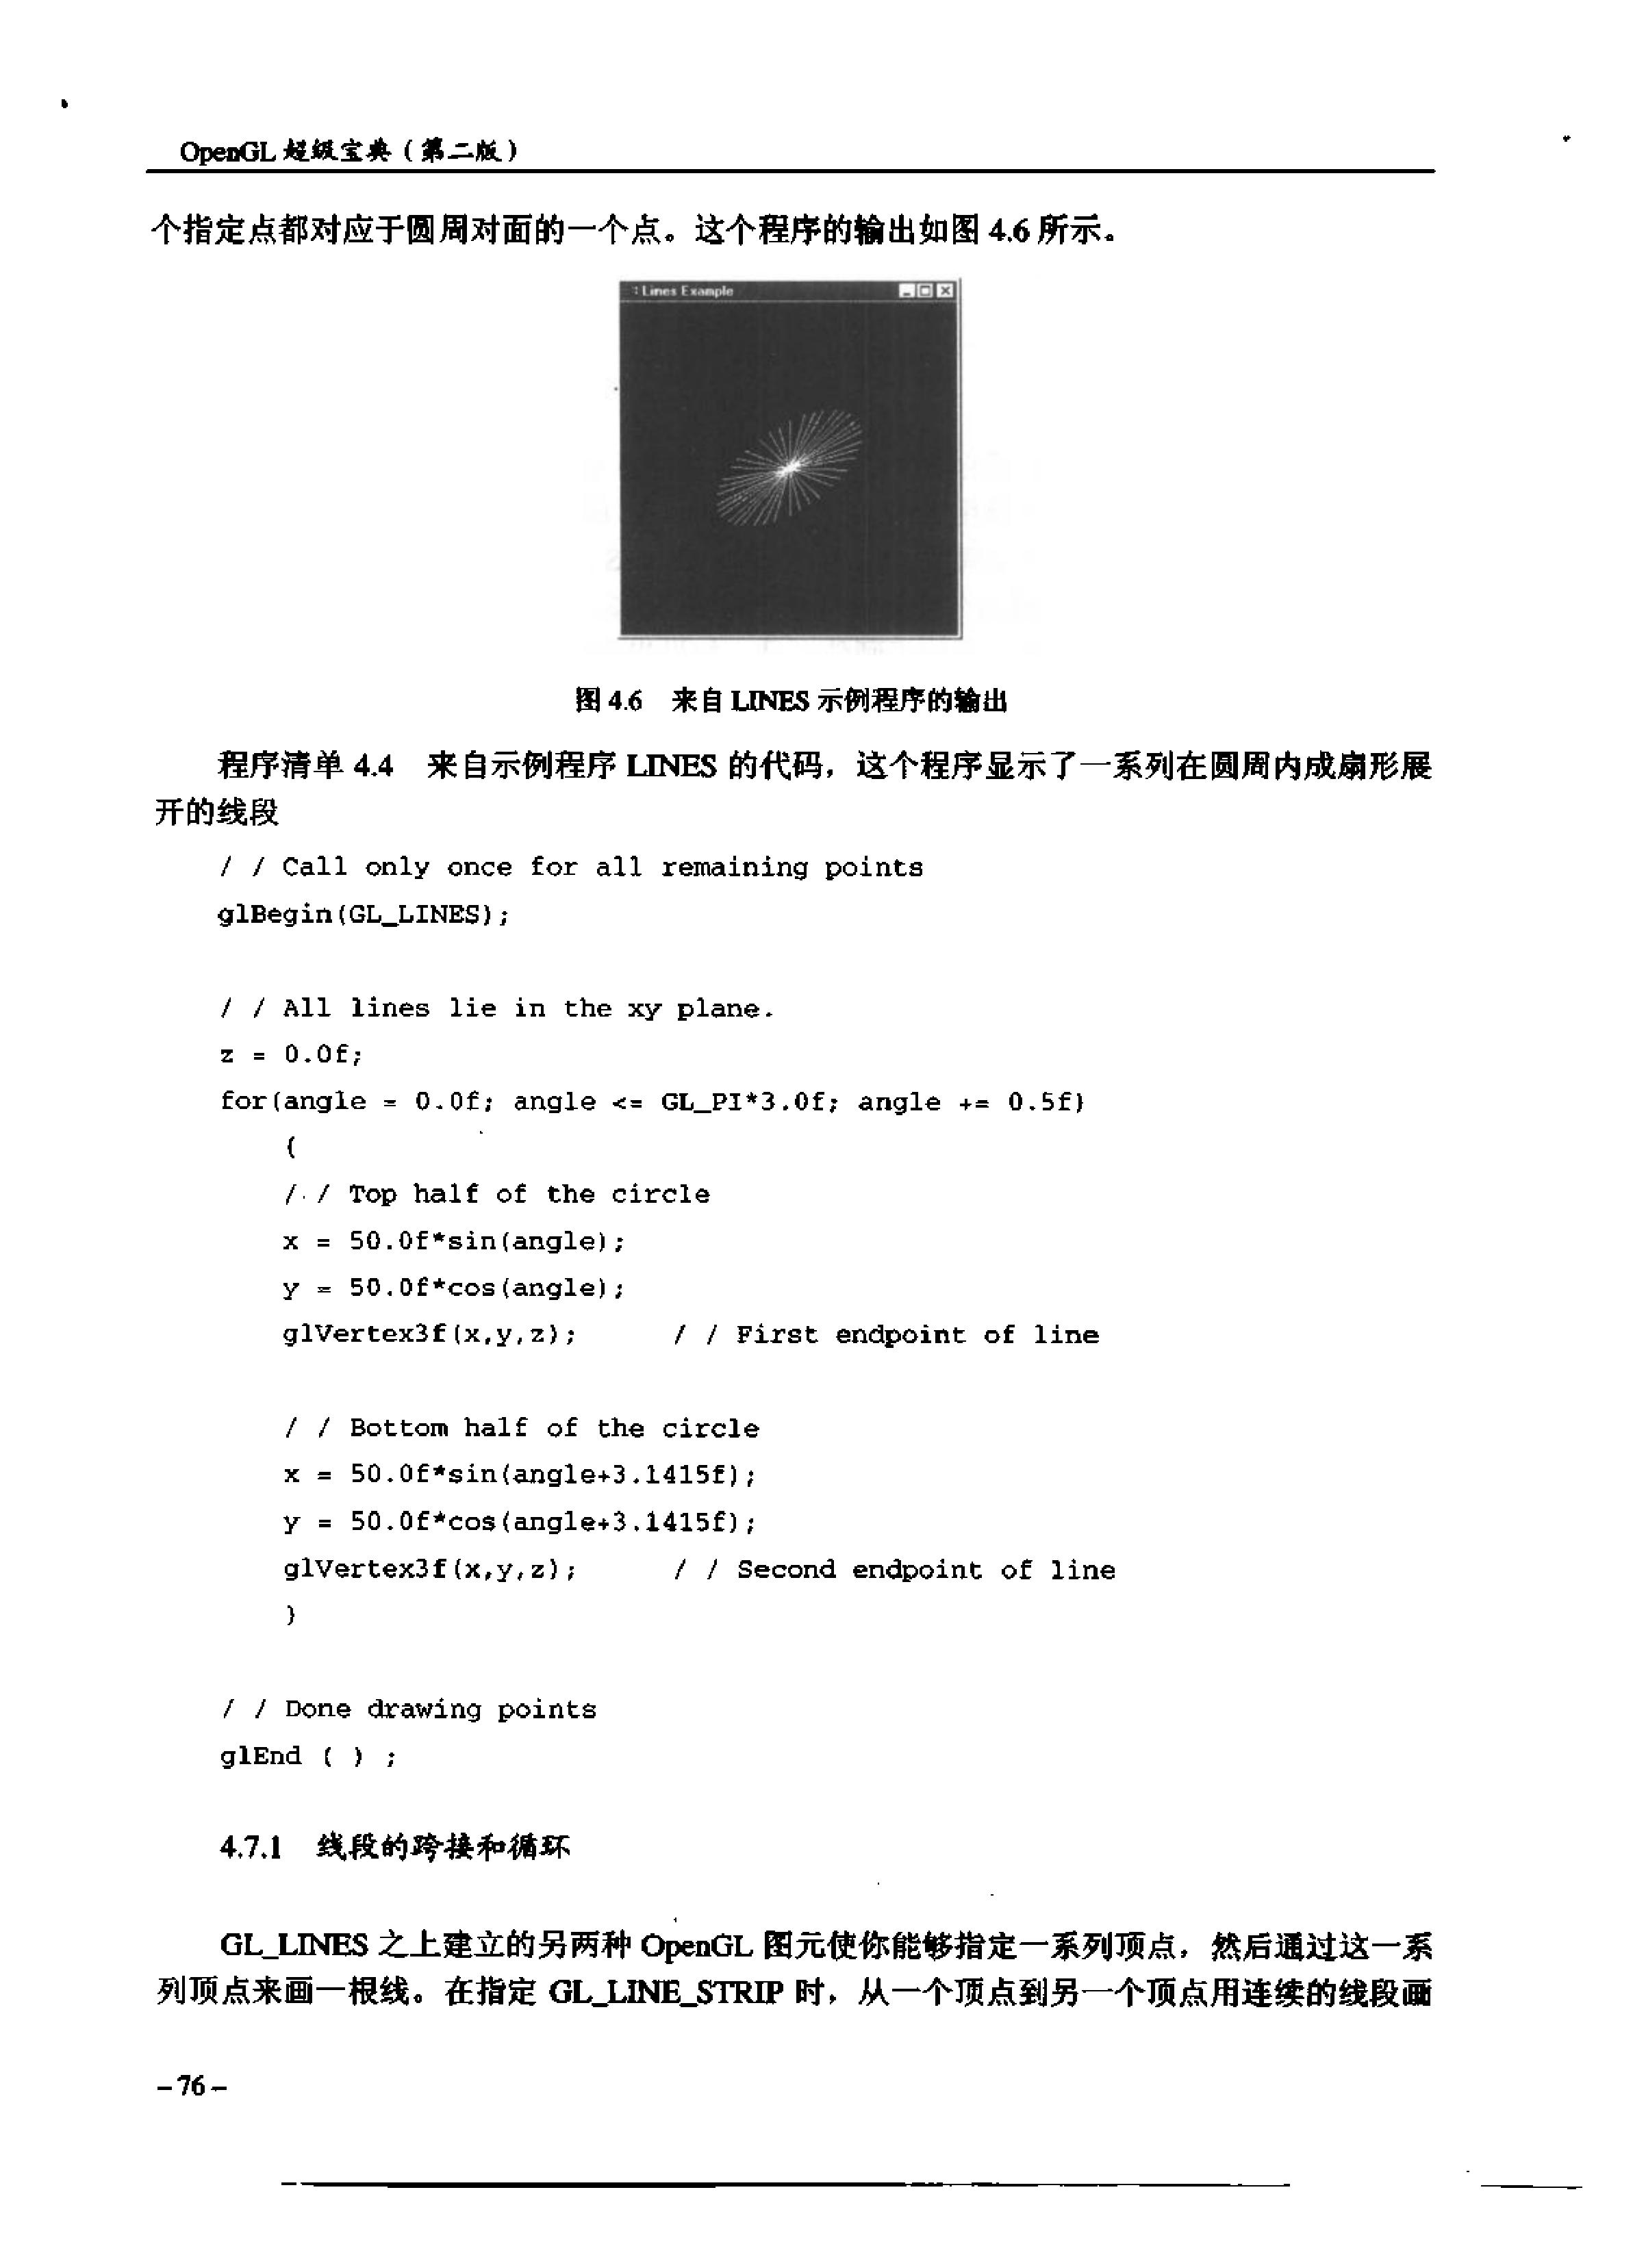 OpenGL 超级宝典（第二版）
个指定点都对应于圆周对面的一个点。这个程序的输出如图 4.6 所示。
Lines Example
图 4.6 来自 LINES 示例程序的输出
程序清单 4.4 来自示例程序 LINES 的代码，这个程序显示了一系列在圆周内成扇形展
开的线段
/ / Call only once for all remaining points
glBegin(GL_LINES);
/ / All lines lie in the xy plane.
z = 0.0f;
for(angle = 0.0f; angle <= GL_PI*3.0f; angle += 0.5f)
{
/ / Top half of the circle
x = 50.0f*sin(angle);
y = 50.0f*cos(angle);
glVertex3f(x,y,z); / / First endpoint of line
/ / Bottom half of the circle
x = 50.0f*sin(angle+3.1415f);
y = 50.0f*cos(angle+3.1415f);
glVertex3f(x,y,z); / / Second endpoint of line
}
/ / Done drawing points
glEnd ( ) ;
4.7.1 线段的跨接和循环
GL_LINES 之上建立的另两种 OpenGL 图元使你能够指定一系列顶点，然后通过这一系
列顶点来画一根线。在指定 GL_LINE_STRIP 时，从一个顶点到另一个顶点用连续的线段画
– 76 –